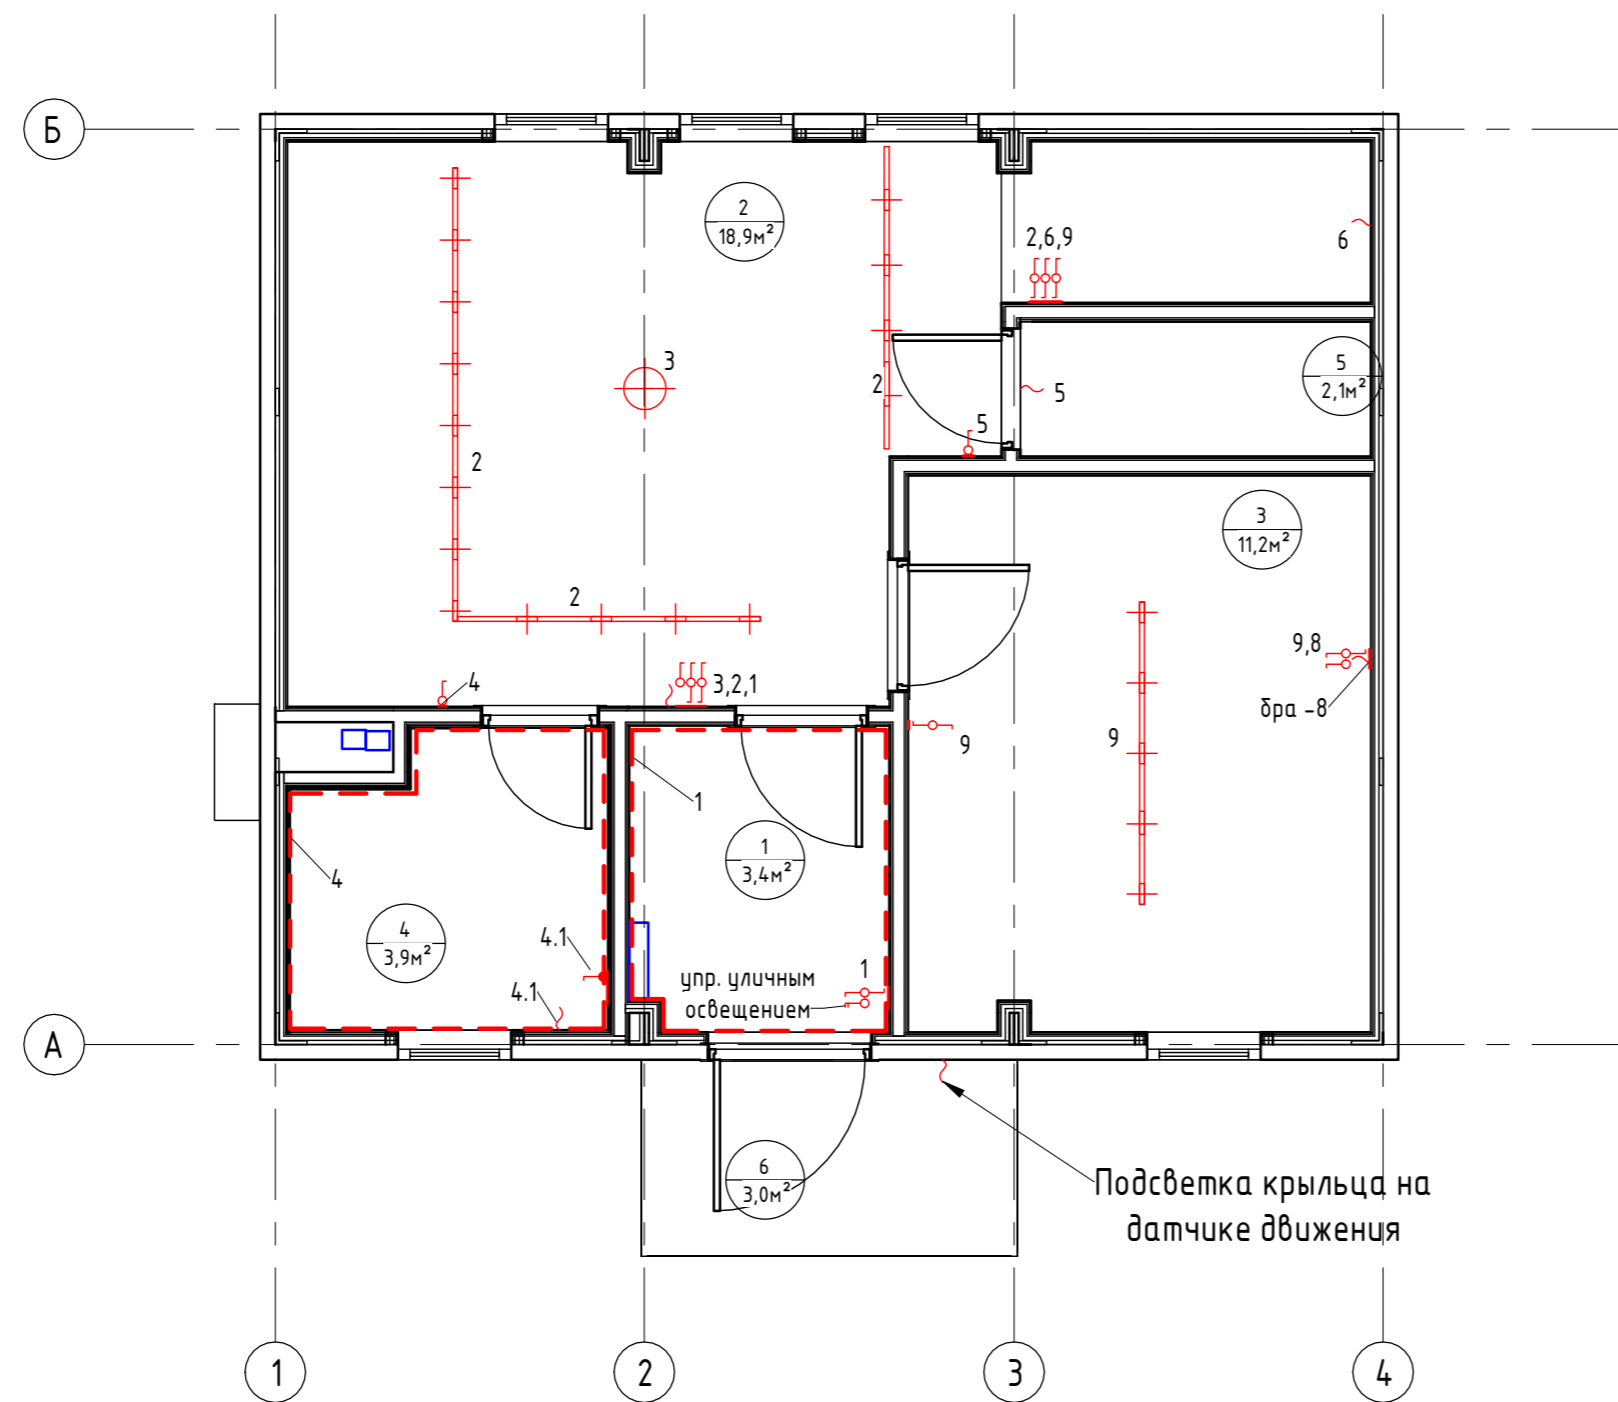 Б
2
18,9м²
2,6,9
6
3
5
2,1м²
2
5
5
2
3
11,2м²
2
9,8
4
3,2,1
бра -8
9
9
1
1
3,4м²
4
4
3,9м²
4.1
упр. уличным
освещением
1
4.1
А
6
3,0м²
Подсветка крыльца на
датчике движения
1
2
3
4